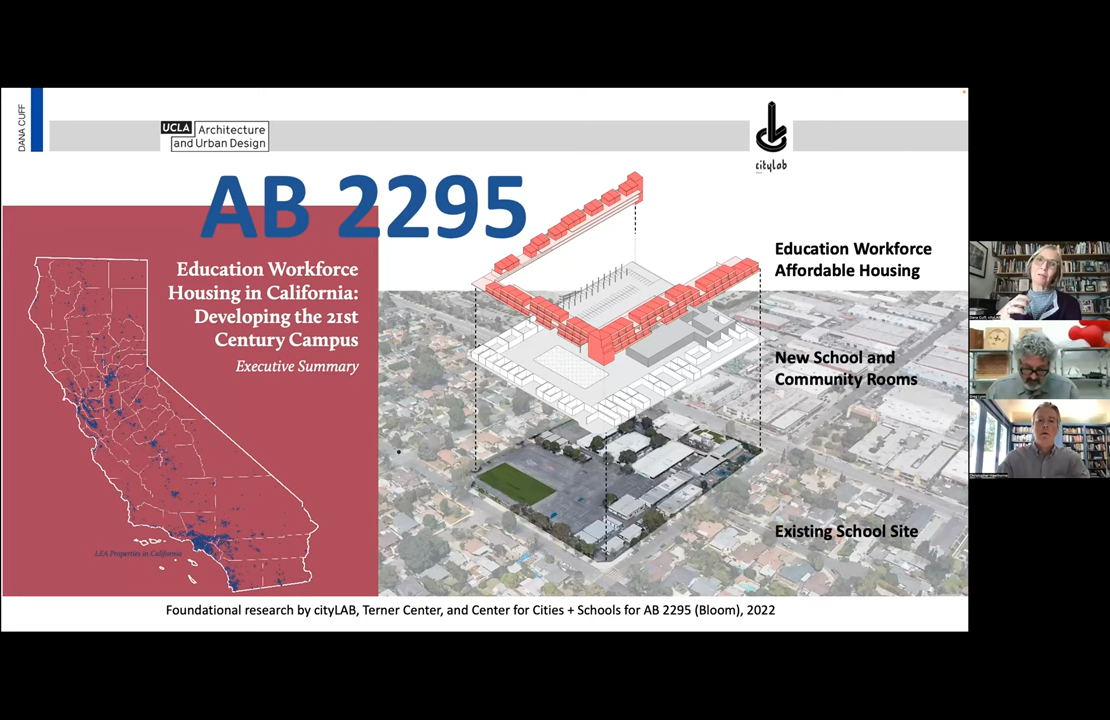 DANA CUFF
UCLA Architecture
and Urban Design
cityLab
AB 2295
Education Workforce
Housing in California:
Developing the 21st
Century Campus
Executive Summary
LEA Properties in California
Education Workforce
Affordable Housing
New School and
Community Rooms
Existing School Site
Foundational research by cityLAB, Terner Center, and Center for Cities + Schools for AB 2295 (Bloom), 2022